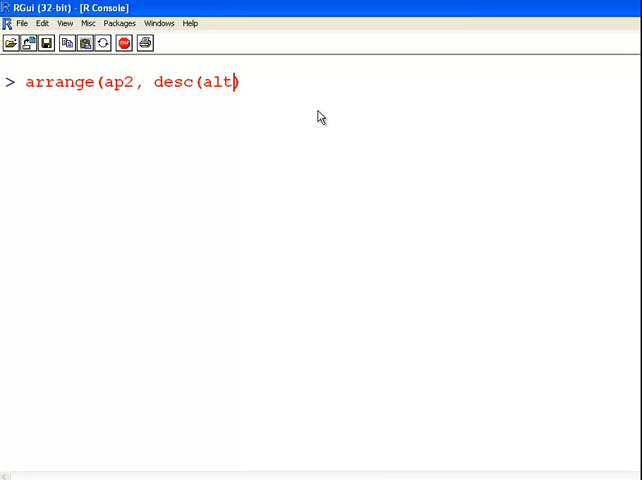 RGui (32-bit) - [R Console]
File Edit View Misc Packages Windows Help
> arrange(ap2, desc(alt)